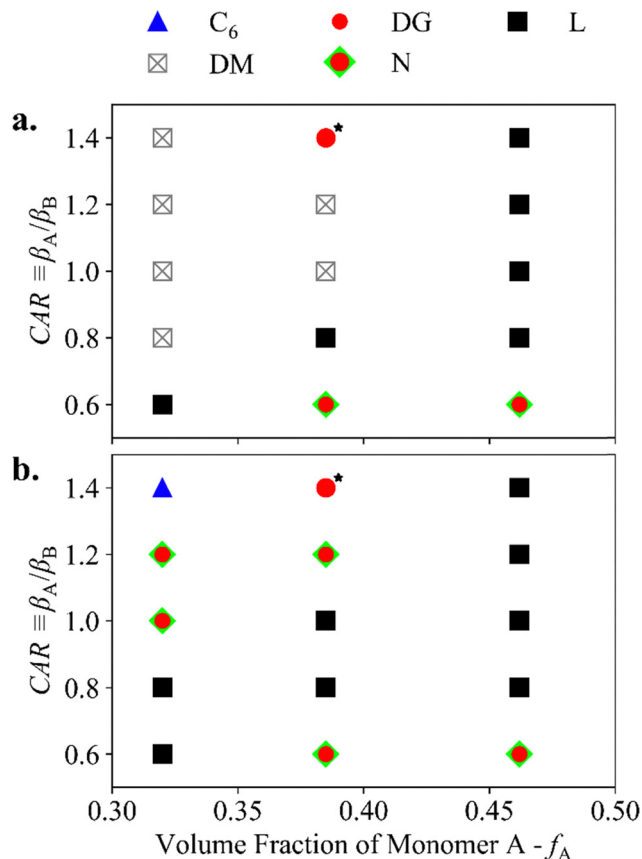 C₆ DG L
DM N
a.
1.4
1.2
1.0
0.8
0.6
CAR ≡ βA/βB
*
b.
1.4
1.2
1.0
0.8
0.6
CAR ≡ βA/βB
*
0.30 0.35 0.40 0.45 0.50
Volume Fraction of Monomer A - fA